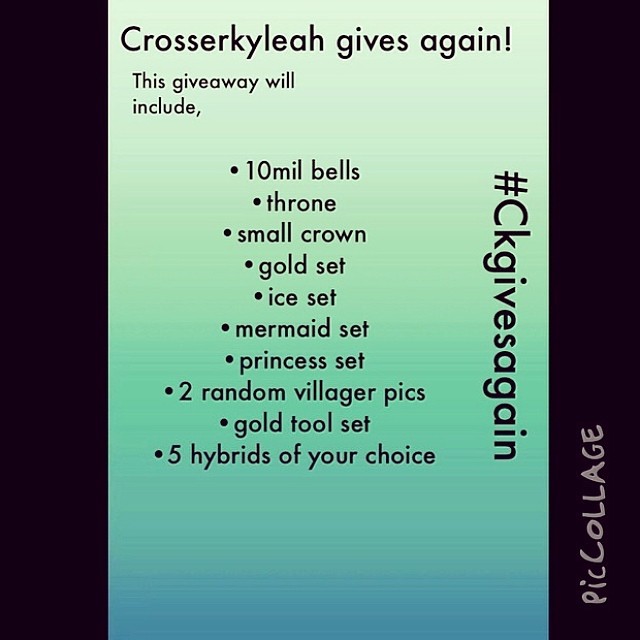 Crosserkyleah gives again!
This giveaway will
include,
•10mil bells
•throne
•small crown
•gold set
•ice set
•mermaid set
•princess set
•2 random villager pics
•gold tool set
•5 hybrids of your choice
#Ckgivesagain
PicCOLLAGE